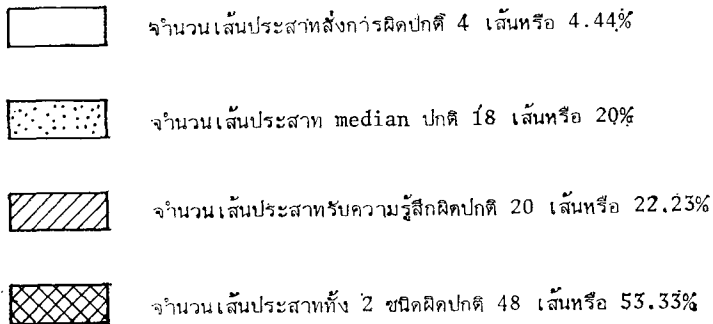 จำนวนเส้นประสาทสั่งการผิดปกติ 4 เส้นหรือ 4.44%
จำนวนเส้นประสาท median ปกติ 18 เส้นหรือ 20%
จำนวนเส้นประสาทรับความรู้สึกผิดปกติ 20 เส้นหรือ 22.23%
จำนวนเส้นประสาททั้ง 2 ชนิดผิดปกติ 48 เส้นหรือ 53.33%